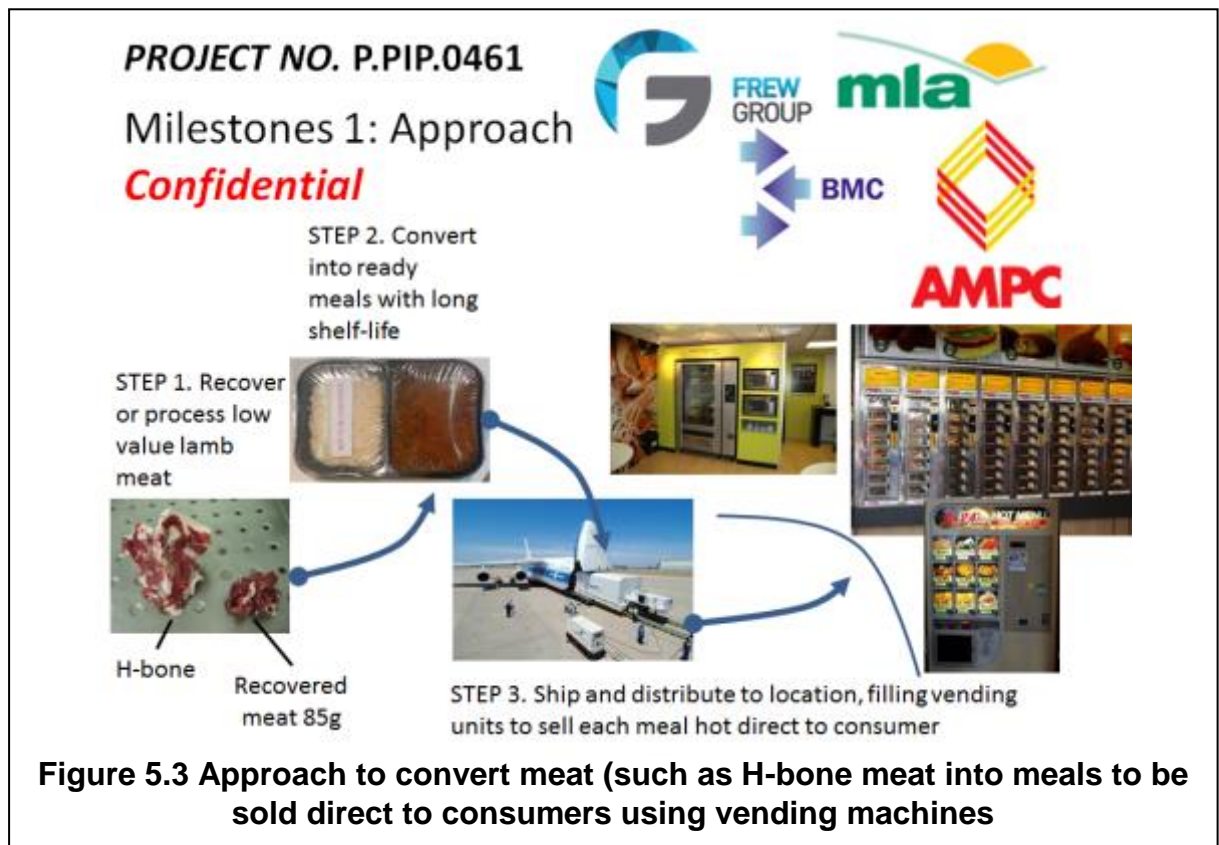 PROJECT NO. P.PIP.0461
Milestones 1: Approach
Confidential
FREW
GROUP
mla
BMC
AMPC
STEP 2. Convert
into ready
meals with long
shelf-life
STEP 1. Recover
or process low
value lamb
meat
HOT MENU
H-bone
Recovered
meat 85g
STEP 3. Ship and distribute to location, filling vending
units to sell each meal hot direct to consumer
Figure 5.3 Approach to convert meat (such as H-bone meat into meals to be
sold direct to consumers using vending machines